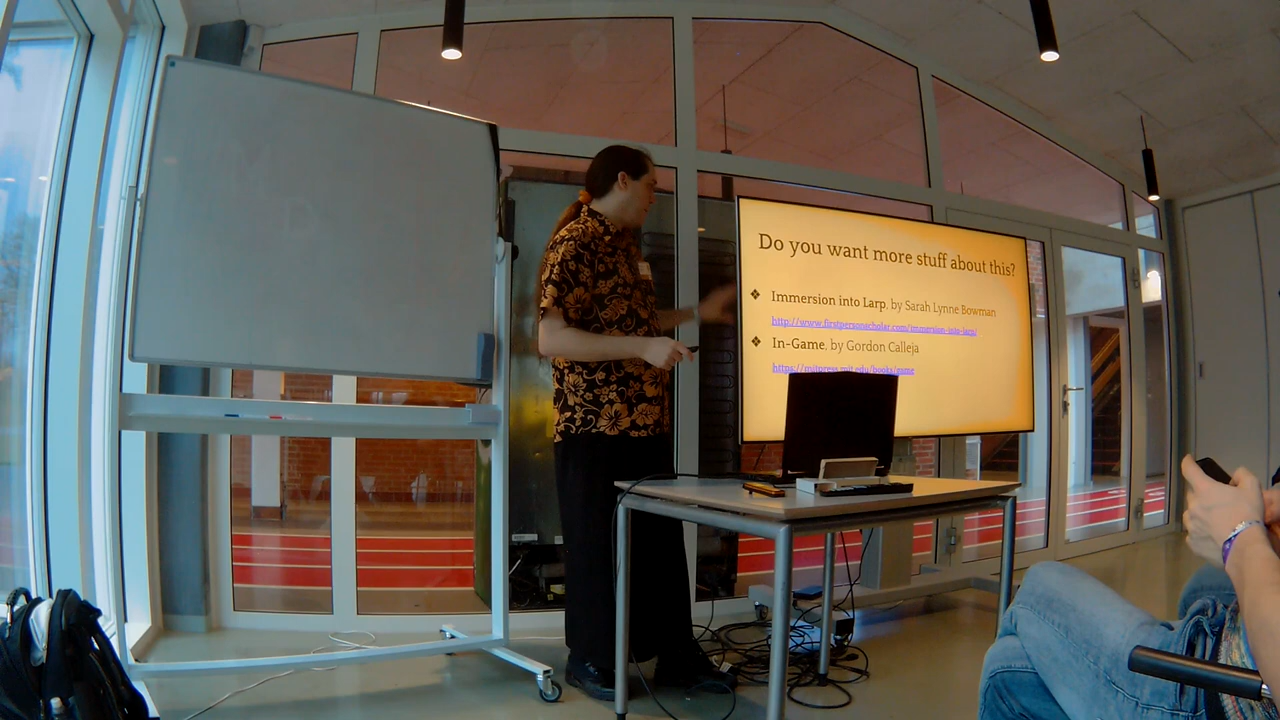 Do you want more stuff about this?
❖ Immersion into Larp, by Sarah Lynne Bowman
http://www.firstpersonscholar.com/immersion-into-larp/
❖ In-Game, by Gordon Calleja
https://mitpress.mit.edu/books/game